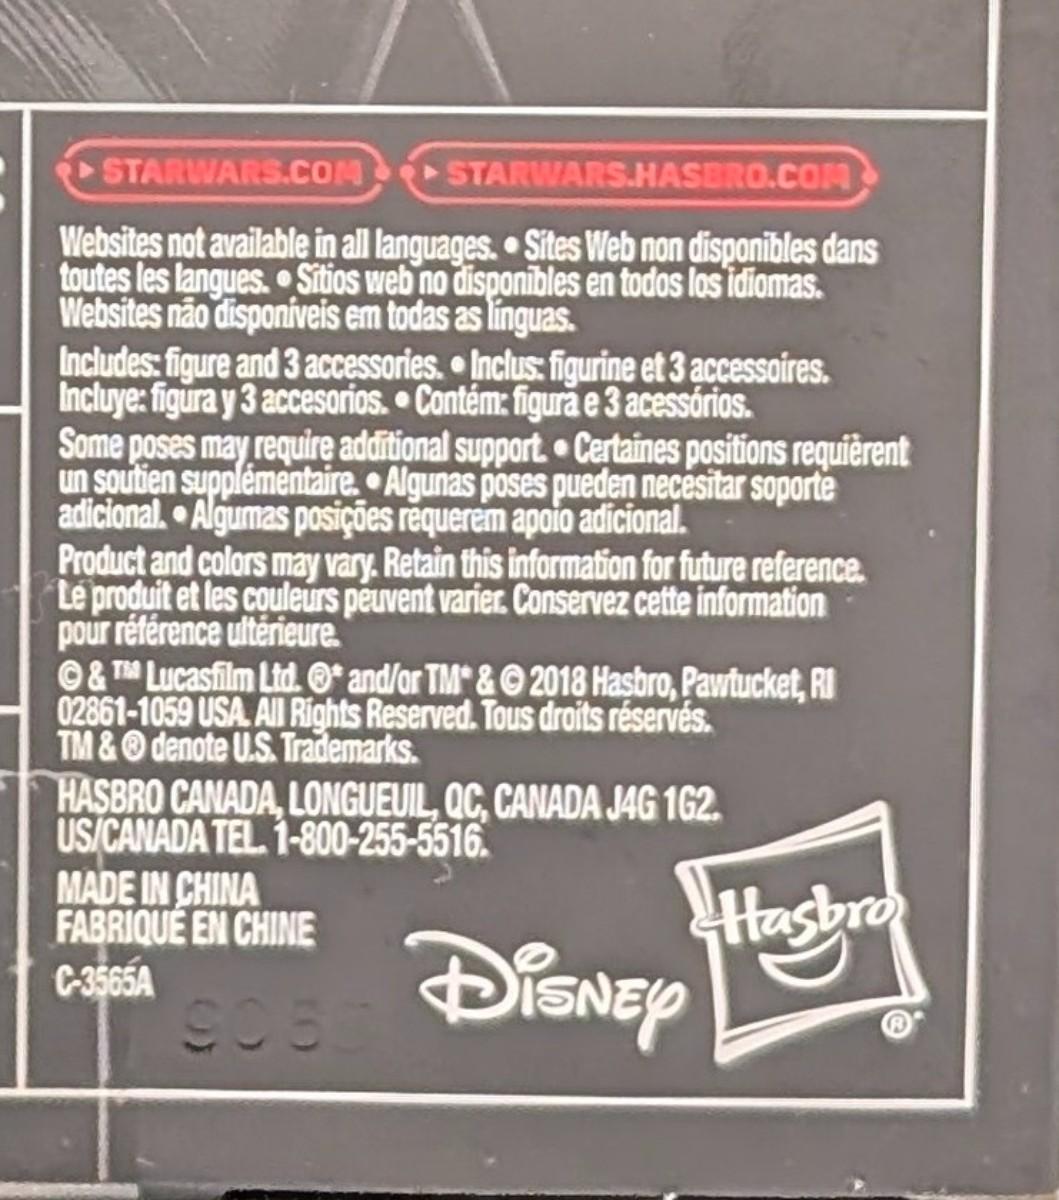 STARWARS.COM STARWARS.HASBRO.COM
Websites not available in all languages. • Sites Web non disponibles dans
toutes les langues. • Sitios web no disponibles en todos los idiomas.
Websites não disponíveis em todas as línguas.
Includes: figure and 3 accessories. • Inclus: figurine et 3 accessoires.
Incluye: figura y 3 accesorios. • Contém: figura e 3 acessórios.
Some poses may require additional support. • Certaines positions requièrent
un soutien supplémentaire. • Algunas poses pueden necesitar soporte
adicional. • Algumas posições requerem apoio adicional.
Product and colors may vary. Retain this information for future reference.
Le produit et les couleurs peuvent varier. Conservez cette information
pour référence ultérieure.
© & ™ Lucasfilm Ltd. ®* and/or TM* & © 2018 Hasbro, Pawtucket, RI
02861-1059 USA. All Rights Reserved. Tous droits réservés.
TM & ® denote U.S. Trademarks.
HASBRO CANADA, LONGUEUIL, QC, CANADA J4G 1G2.
US/CANADA TEL. 1-800-255-5516.
MADE IN CHINA
FABRIQUÉ EN CHINE
C-3565A
Disney
Hasbro
®*